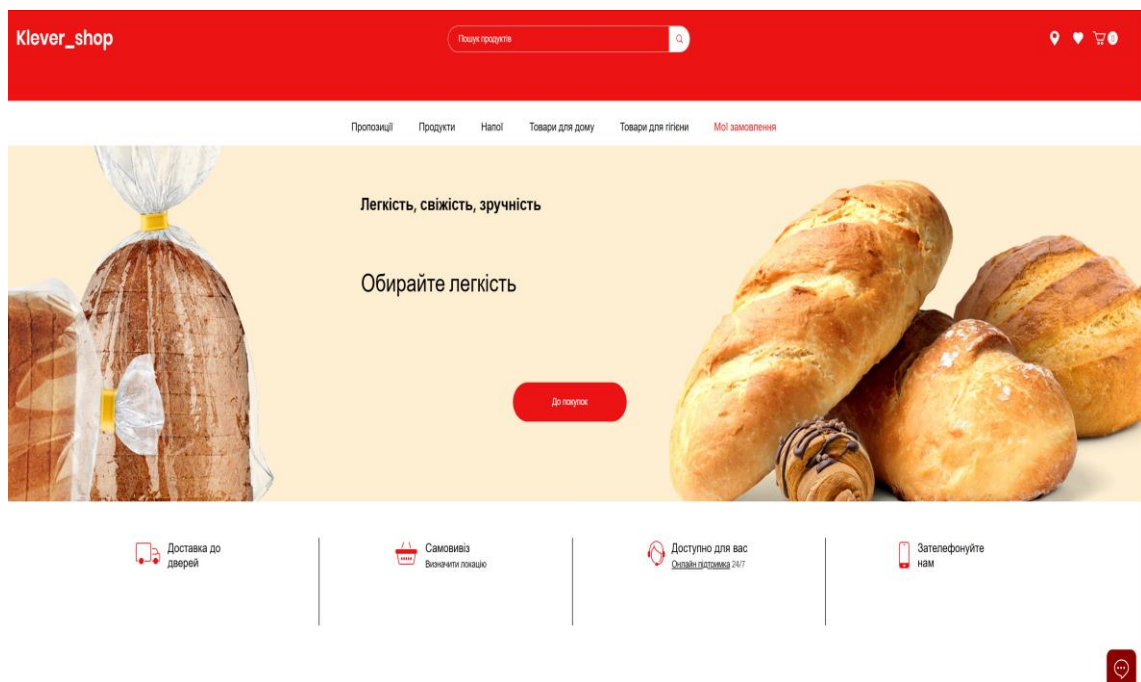 Klever_shop
Пошук продуктів
0
Пропозиції Продукти Напої Товари для дому Товари для гігієни Мої замовлення
Легкість, свіжість, зручність
Обирайте легкість
До покупок
Доставка до
дверей
Самовивіз
Визначити локацію
Доступно для вас
Онлайн підтримка 24/7
Зателефонуйте
нам